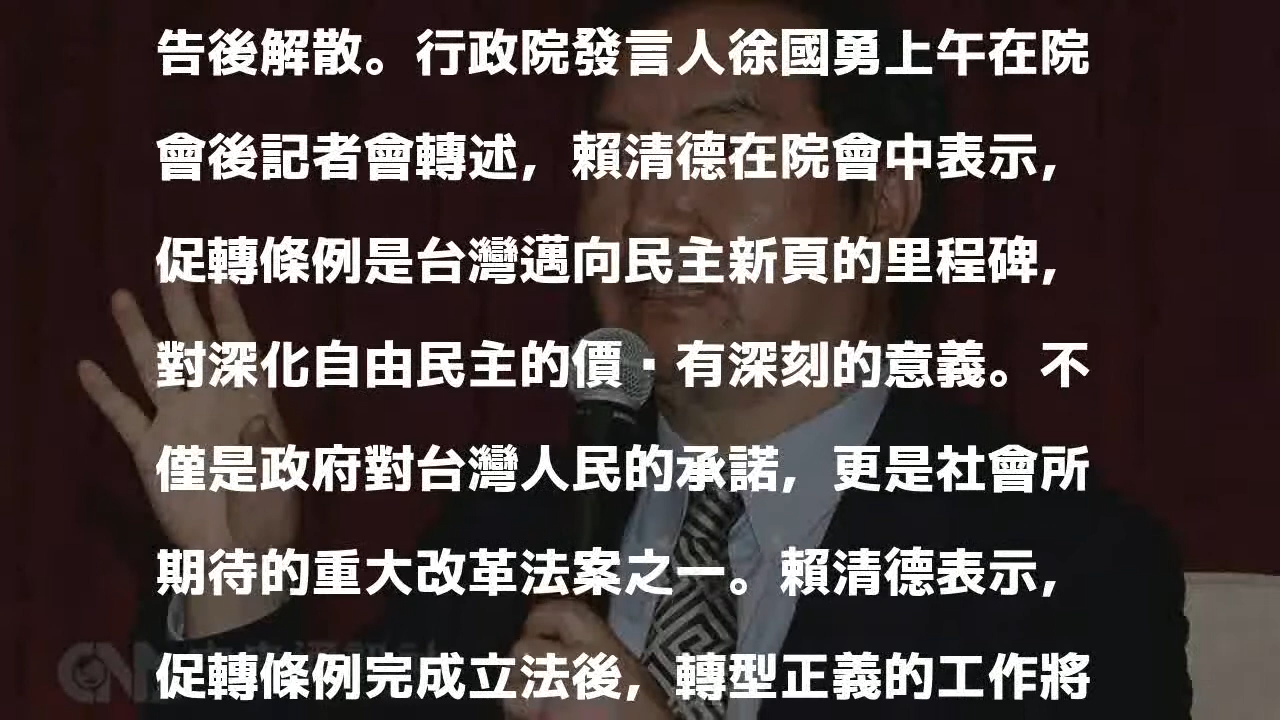 告後解散。行政院發言人徐國勇上午在院
會後記者會轉述，賴清德在院會中表示，
促轉條例是台灣邁向民主新頁的里程碑，
對深化自由民主的價·有深刻的意義。不
僅是政府對台灣人民的承諾，更是社會所
期待的重大改革法案之一。賴清德表示，
促轉條例完成立法後，轉型正義的工作將
CNA